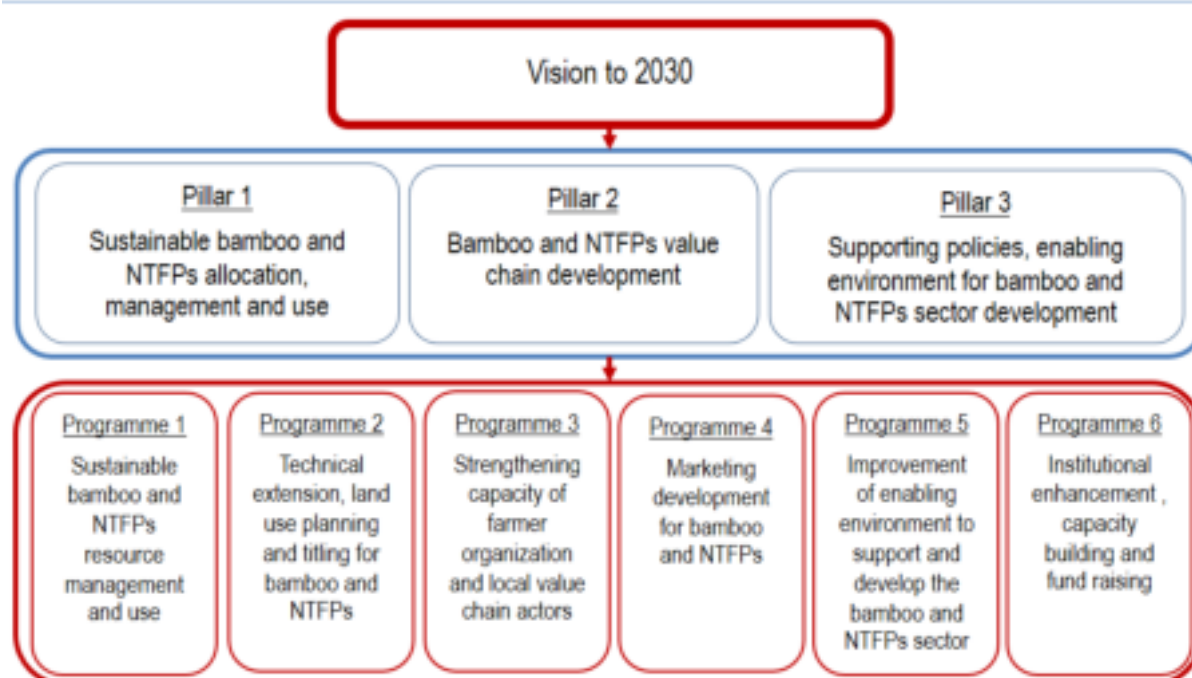 Vision to 2030
Pillar 1
Sustainable bamboo and
NTFPs allocation,
management and use
Pillar 2
Bamboo and NTFPs value
chain development
Pillar 3
Supporting policies, enabling
environment for bamboo and
NTFPs sector development
Programme 1
Sustainable
bamboo and
NTFPs
resource
management
and use
Programme 2
Technical
extension, land
use planning
and titling for
bamboo and
NTFPs
Programme 3
Strengthening
capacity of
farmer
organization
and local value
chain actors
Programme 4
Marketing
development
for bamboo
and NTFPs
Programme 5
Improvement
of enabling
environment to
support and
develop the
bamboo and
NTFPs sector
Programme 6
Institutional
enhancement ,
capacity
building and
fund raising